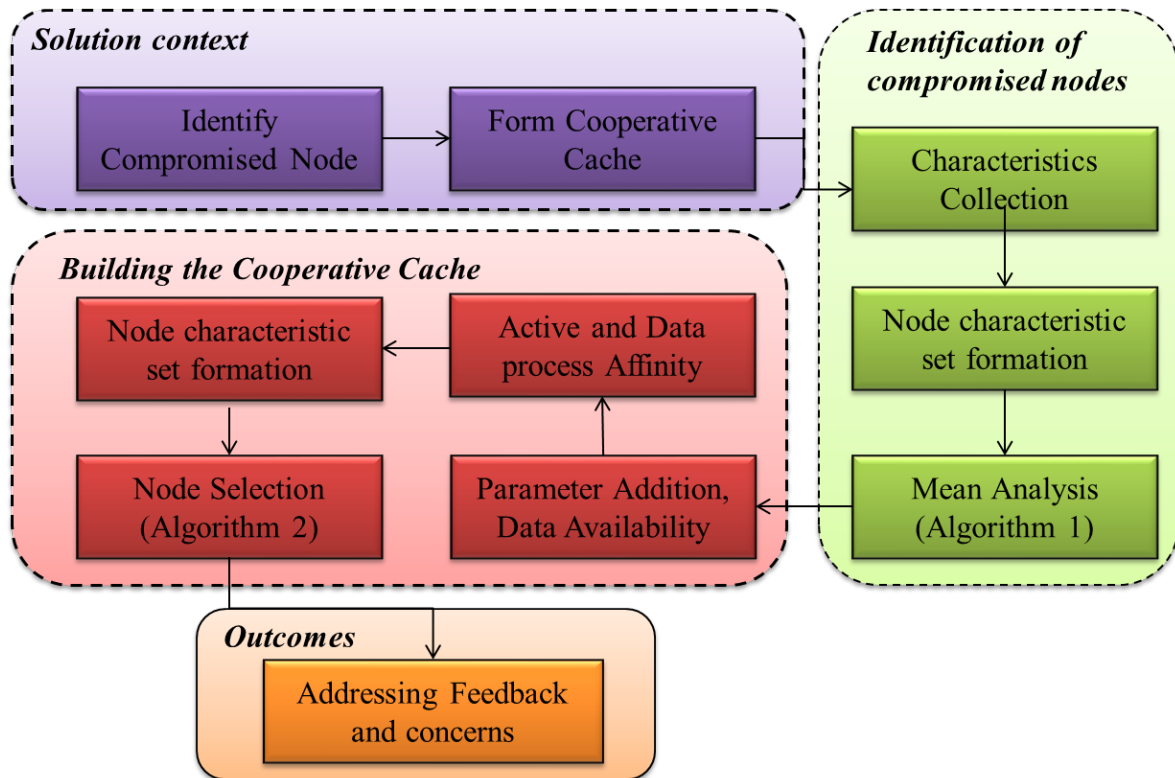 Solution context
Identify
Compromised Node
Form Cooperative
Cache
Identification of
compromised nodes
Characteristics
Collection
Node characteristic
set formation
Mean Analysis
(Algorithm 1)
Building the Cooperative Cache
Node characteristic
set formation
Active and Data
process Affinity
Node Selection
(Algorithm 2)
Parameter Addition,
Data Availability
Outcomes
Addressing Feedback
and concerns